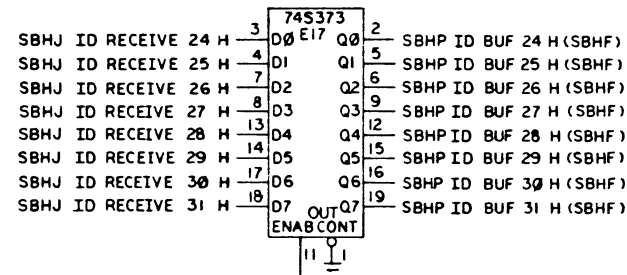 74S373
SBHJ ID RECEIVE 24 H 3 DØ E17 QØ 2 SBHP ID BUF 24 H (SBHF)
SBHJ ID RECEIVE 25 H 4 D1 Q1 5 SBHP ID BUF 25 H (SBHF)
SBHJ ID RECEIVE 26 H 7 D2 Q2 6 SBHP ID BUF 26 H (SBHF)
SBHJ ID RECEIVE 27 H 8 D3 Q3 9 SBHP ID BUF 27 H (SBHF)
SBHJ ID RECEIVE 28 H 13 D4 Q4 12 SBHP ID BUF 28 H (SBHF)
SBHJ ID RECEIVE 29 H 14 D5 Q5 15 SBHP ID BUF 29 H (SBHF)
SBHJ ID RECEIVE 3Ø H 17 D6 Q6 16 SBHP ID BUF 3Ø H (SBHF)
SBHJ ID RECEIVE 31 H 18 D7 Q7 19 SBHP ID BUF 31 H (SBHF)
OUT
ENAB CONT
11 1